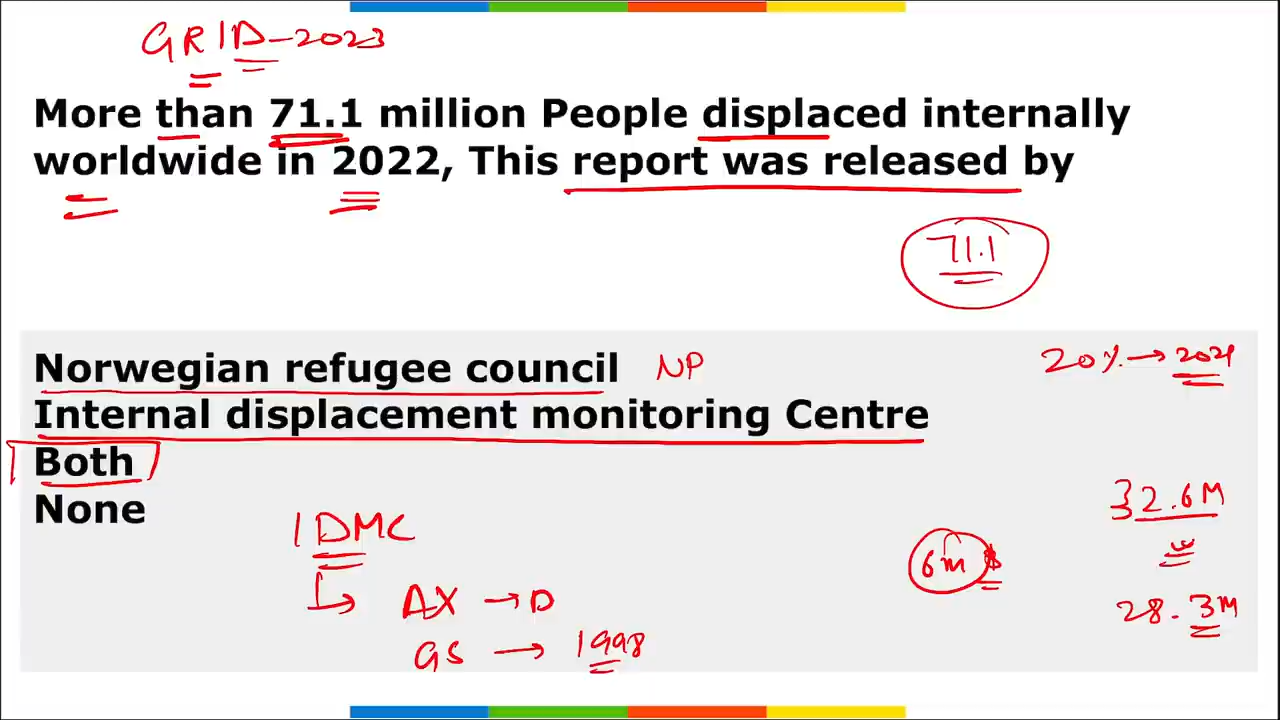 GRID-2023
More than 71.1 million People displaced internally
worldwide in 2022, This report was released by
71.1
Norwegian refugee council NP
20% → 2021
Internal displacement monitoring Centre
Both
None
32.6M
IDMC
6m
28.3M
AX → D
GS → 1998